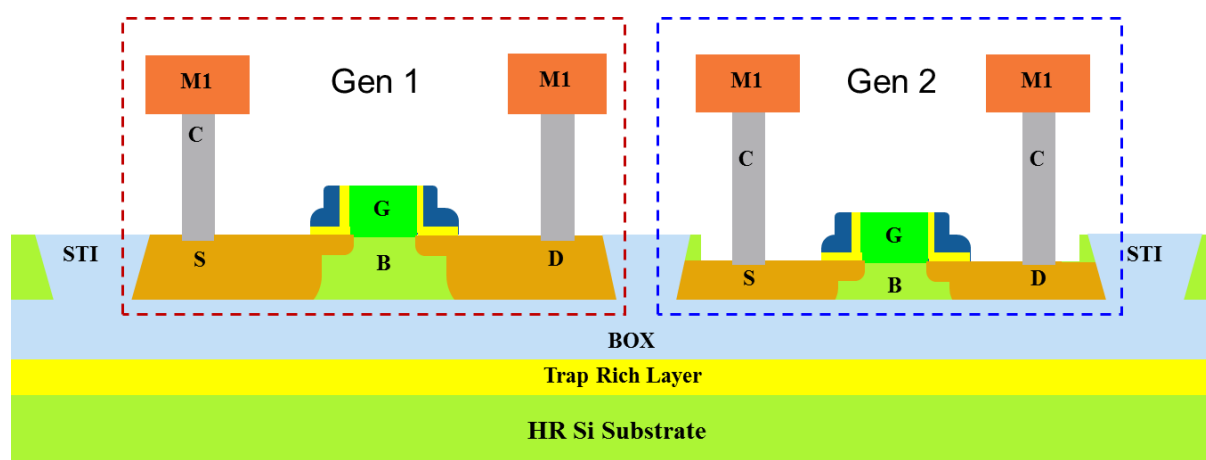 M1 Gen 1 M1 M1 Gen 2 M1
C C C
G G
STI S B D S B D STI
BOX
Trap Rich Layer
HR Si Substrate